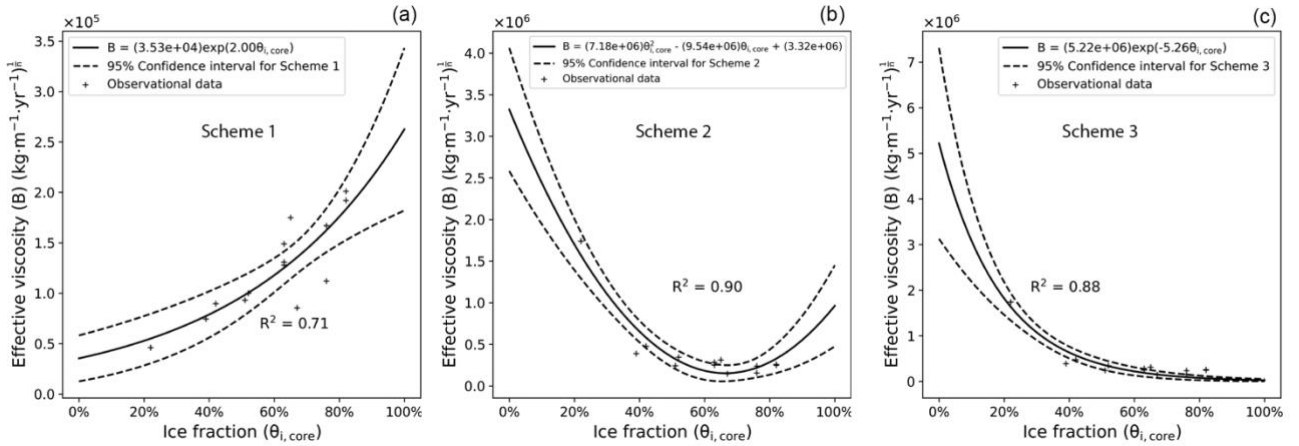 (a)
×10⁵
B = (3.53e+04)exp(2.00θi, core)
95% Confidence interval for Scheme 1
Observational data
Scheme 1
R² = 0.71
Effective viscosity (B) (kg·m⁻¹·yr⁻¹)^(1/n)
3.5
3.0
2.5
2.0
1.5
1.0
0.5
0.0
0% 20% 40% 60% 80% 100%
Ice fraction (θi, core)
(b)
×10⁶
B = (7.18e+06)θ²i, core - (9.54e+06)θi, core + (3.32e+06)
95% Confidence interval for Scheme 2
Observational data
Scheme 2
R² = 0.90
Effective viscosity (B) (kg·m⁻¹·yr⁻¹)^(1/n)
4.0
3.5
3.0
2.5
2.0
1.5
1.0
0.5
0.0
0% 20% 40% 60% 80% 100%
Ice fraction (θi, core)
(c)
×10⁶
B = (5.22e+06)exp(-5.26θi, core)
95% Confidence interval for Scheme 3
Observational data
Scheme 3
R² = 0.88
Effective viscosity (B) (kg·m⁻¹·yr⁻¹)^(1/n)
7
6
5
4
3
2
1
0
0% 20% 40% 60% 80% 100%
Ice fraction (θi, core)